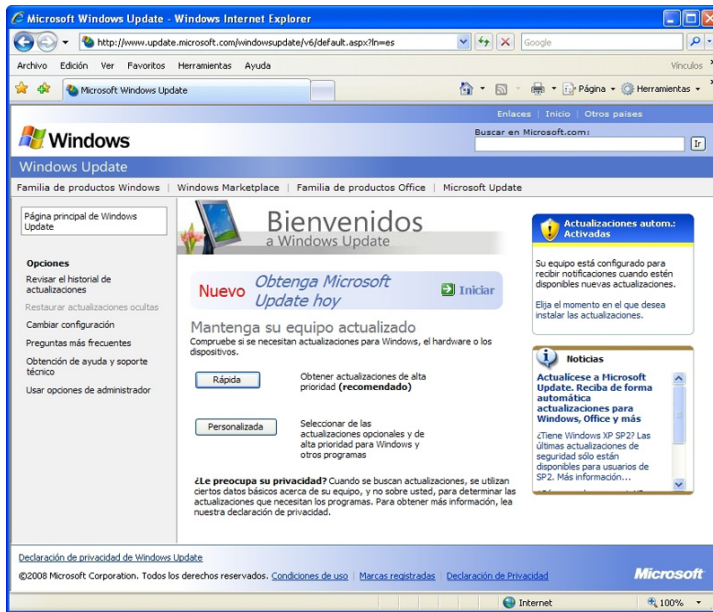 Microsoft Windows Update - Windows Internet Explorer
http://www.update.microsoft.com/windowsupdate/v6/default.aspx?ln=es
Google
Archivo Edición Ver Favoritos Herramientas Ayuda
Vínculos
Microsoft Windows Update
Página
Herramientas
Enlaces | Inicio | Otros países
Windows
Buscar en Microsoft.com:
Ir
Windows Update
Familia de productos Windows | Windows Marketplace | Familia de productos Office | Microsoft Update
Página principal de Windows
Update
Opciones
Revisar el historial de
actualizaciones
Restaurar actualizaciones ocultas
Cambiar configuración
Preguntas más frecuentes
Obtención de ayuda y soporte
técnico
Usar opciones de administrador
Bienvenidos
a Windows Update
Nuevo
Obtenga Microsoft
Update hoy
Iniciar
Mantenga su equipo actualizado
Compruebe si se necesitan actualizaciones para Windows, el hardware o los
dispositivos.
Rápida
Obtener actualizaciones de alta
prioridad (recomendado)
Personalizada
Seleccionar de las
actualizaciones opcionales y de
alta prioridad para Windows y
otros programas
¿Le preocupa su privacidad? Cuando se buscan actualizaciones, se utilizan
ciertos datos básicos acerca de su equipo, y no sobre usted, para determinar las
actualizaciones que necesitan los programas. Para obtener más información, lea
nuestra declaración de privacidad.
Actualizaciones autom.:
Activadas
Su equipo está configurado para
recibir notificaciones cuando estén
disponibles nuevas actualizaciones.
Elija el momento en el que desea
instalar las actualizaciones.
Noticias
Actualícese a Microsoft
Update. Reciba de forma
automática
actualizaciones para
Windows, Office y más
¿Tiene Windows XP SP2? Las
últimas actualizaciones de
seguridad sólo están
disponibles para usuarios de
SP2. Más información...
Declaración de privacidad de Windows Update
©2008 Microsoft Corporation. Todos los derechos reservados. Condiciones de uso | Marcas registradas | Declaración de Privacidad
Microsoft
Internet
100%